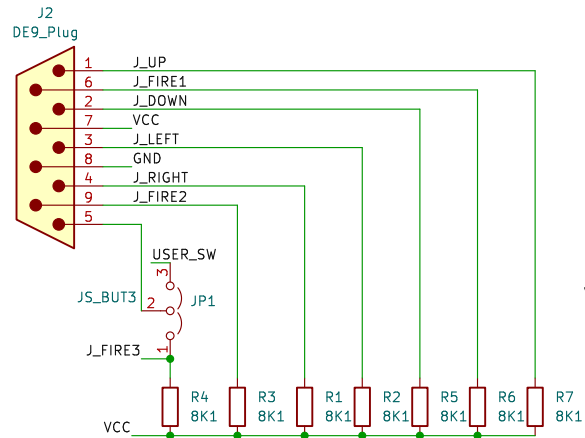 J2
DE9_Plug
1 J_UP
6 J_FIRE1
2 J_DOWN
7 VCC
3 J_LEFT
8 GND
4 J_RIGHT
9 J_FIRE2
5
USER_SW
3
JS_BUT3 2 JP1
1
J_FIRE3
R4 R3 R1 R2 R5 R6 R7
8K1 8K1 8K1 8K1 8K1 8K1 8K1
VCC